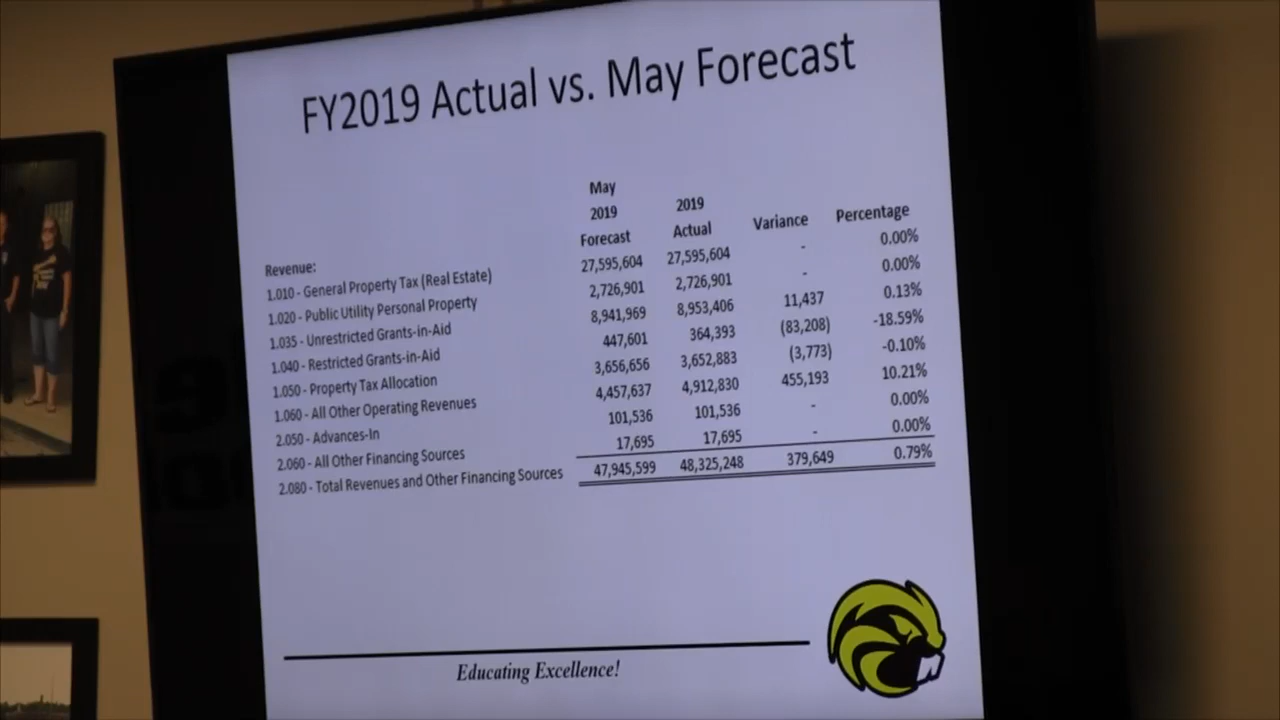 FY2019 Actual vs. May Forecast
May
2019 2019
Forecast Actual Variance Percentage
Revenue:
1.010 - General Property Tax (Real Estate) 27,595,604 27,595,604 - 0.00%
1.020 - Public Utility Personal Property 2,726,901 2,726,901 - 0.00%
1.035 - Unrestricted Grants-in-Aid 8,941,969 8,953,406 11,437 0.13%
1.040 - Restricted Grants-in-Aid 447,601 364,393 (83,208) -18.59%
1.050 - Property Tax Allocation 3,656,656 3,652,883 (3,773) -0.10%
1.060 - All Other Operating Revenues 4,457,637 4,912,830 455,193 10.21%
2.050 - Advances-In 101,536 101,536 - 0.00%
2.060 - All Other Financing Sources 17,695 17,695 - 0.00%
2.080 - Total Revenues and Other Financing Sources 47,945,599 48,325,248 379,649 0.79%
Educating Excellence!